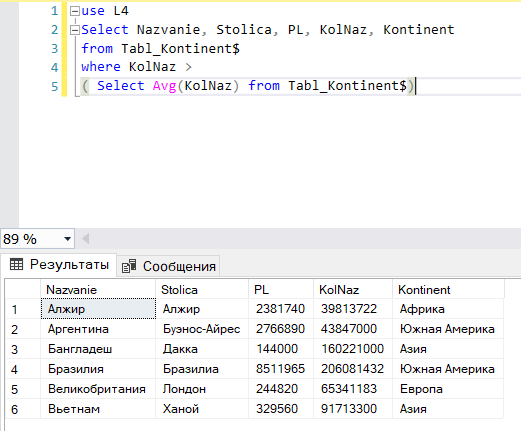 1 use L4
2 Select Nazvanie, Stolica, PL, KolNaz, Kontinent
3 from Tabl_Kontinent$
4 where KolNaz >
5 ( Select Avg(KolNaz) from Tabl_Kontinent$)
89 %
Результаты Сообщения
Nazvanie Stolica PL KolNaz Kontinent
1 Алжир Алжир 2381740 39813722 Африка
2 Аргентина Буэнос-Айрес 2766890 43847000 Южная Америка
3 Бангладеш Дакка 144000 160221000 Азия
4 Бразилия Бразилиа 8511965 206081432 Южная Америка
5 Великобритания Лондон 244820 65341183 Европа
6 Вьетнам Ханой 329560 91713300 Азия